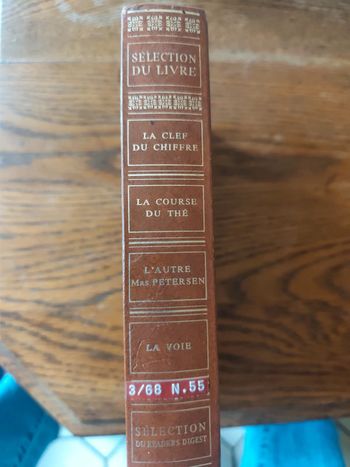 SÉLECTION
DU LIVRE
LA CLEF
DU CHIFFRE
LA COURSE
DU THÉ
L'AUTRE
Mrs PETERSEN
LA VOIE
3/68 N.55
SÉLECTION
DU READERS DIGEST